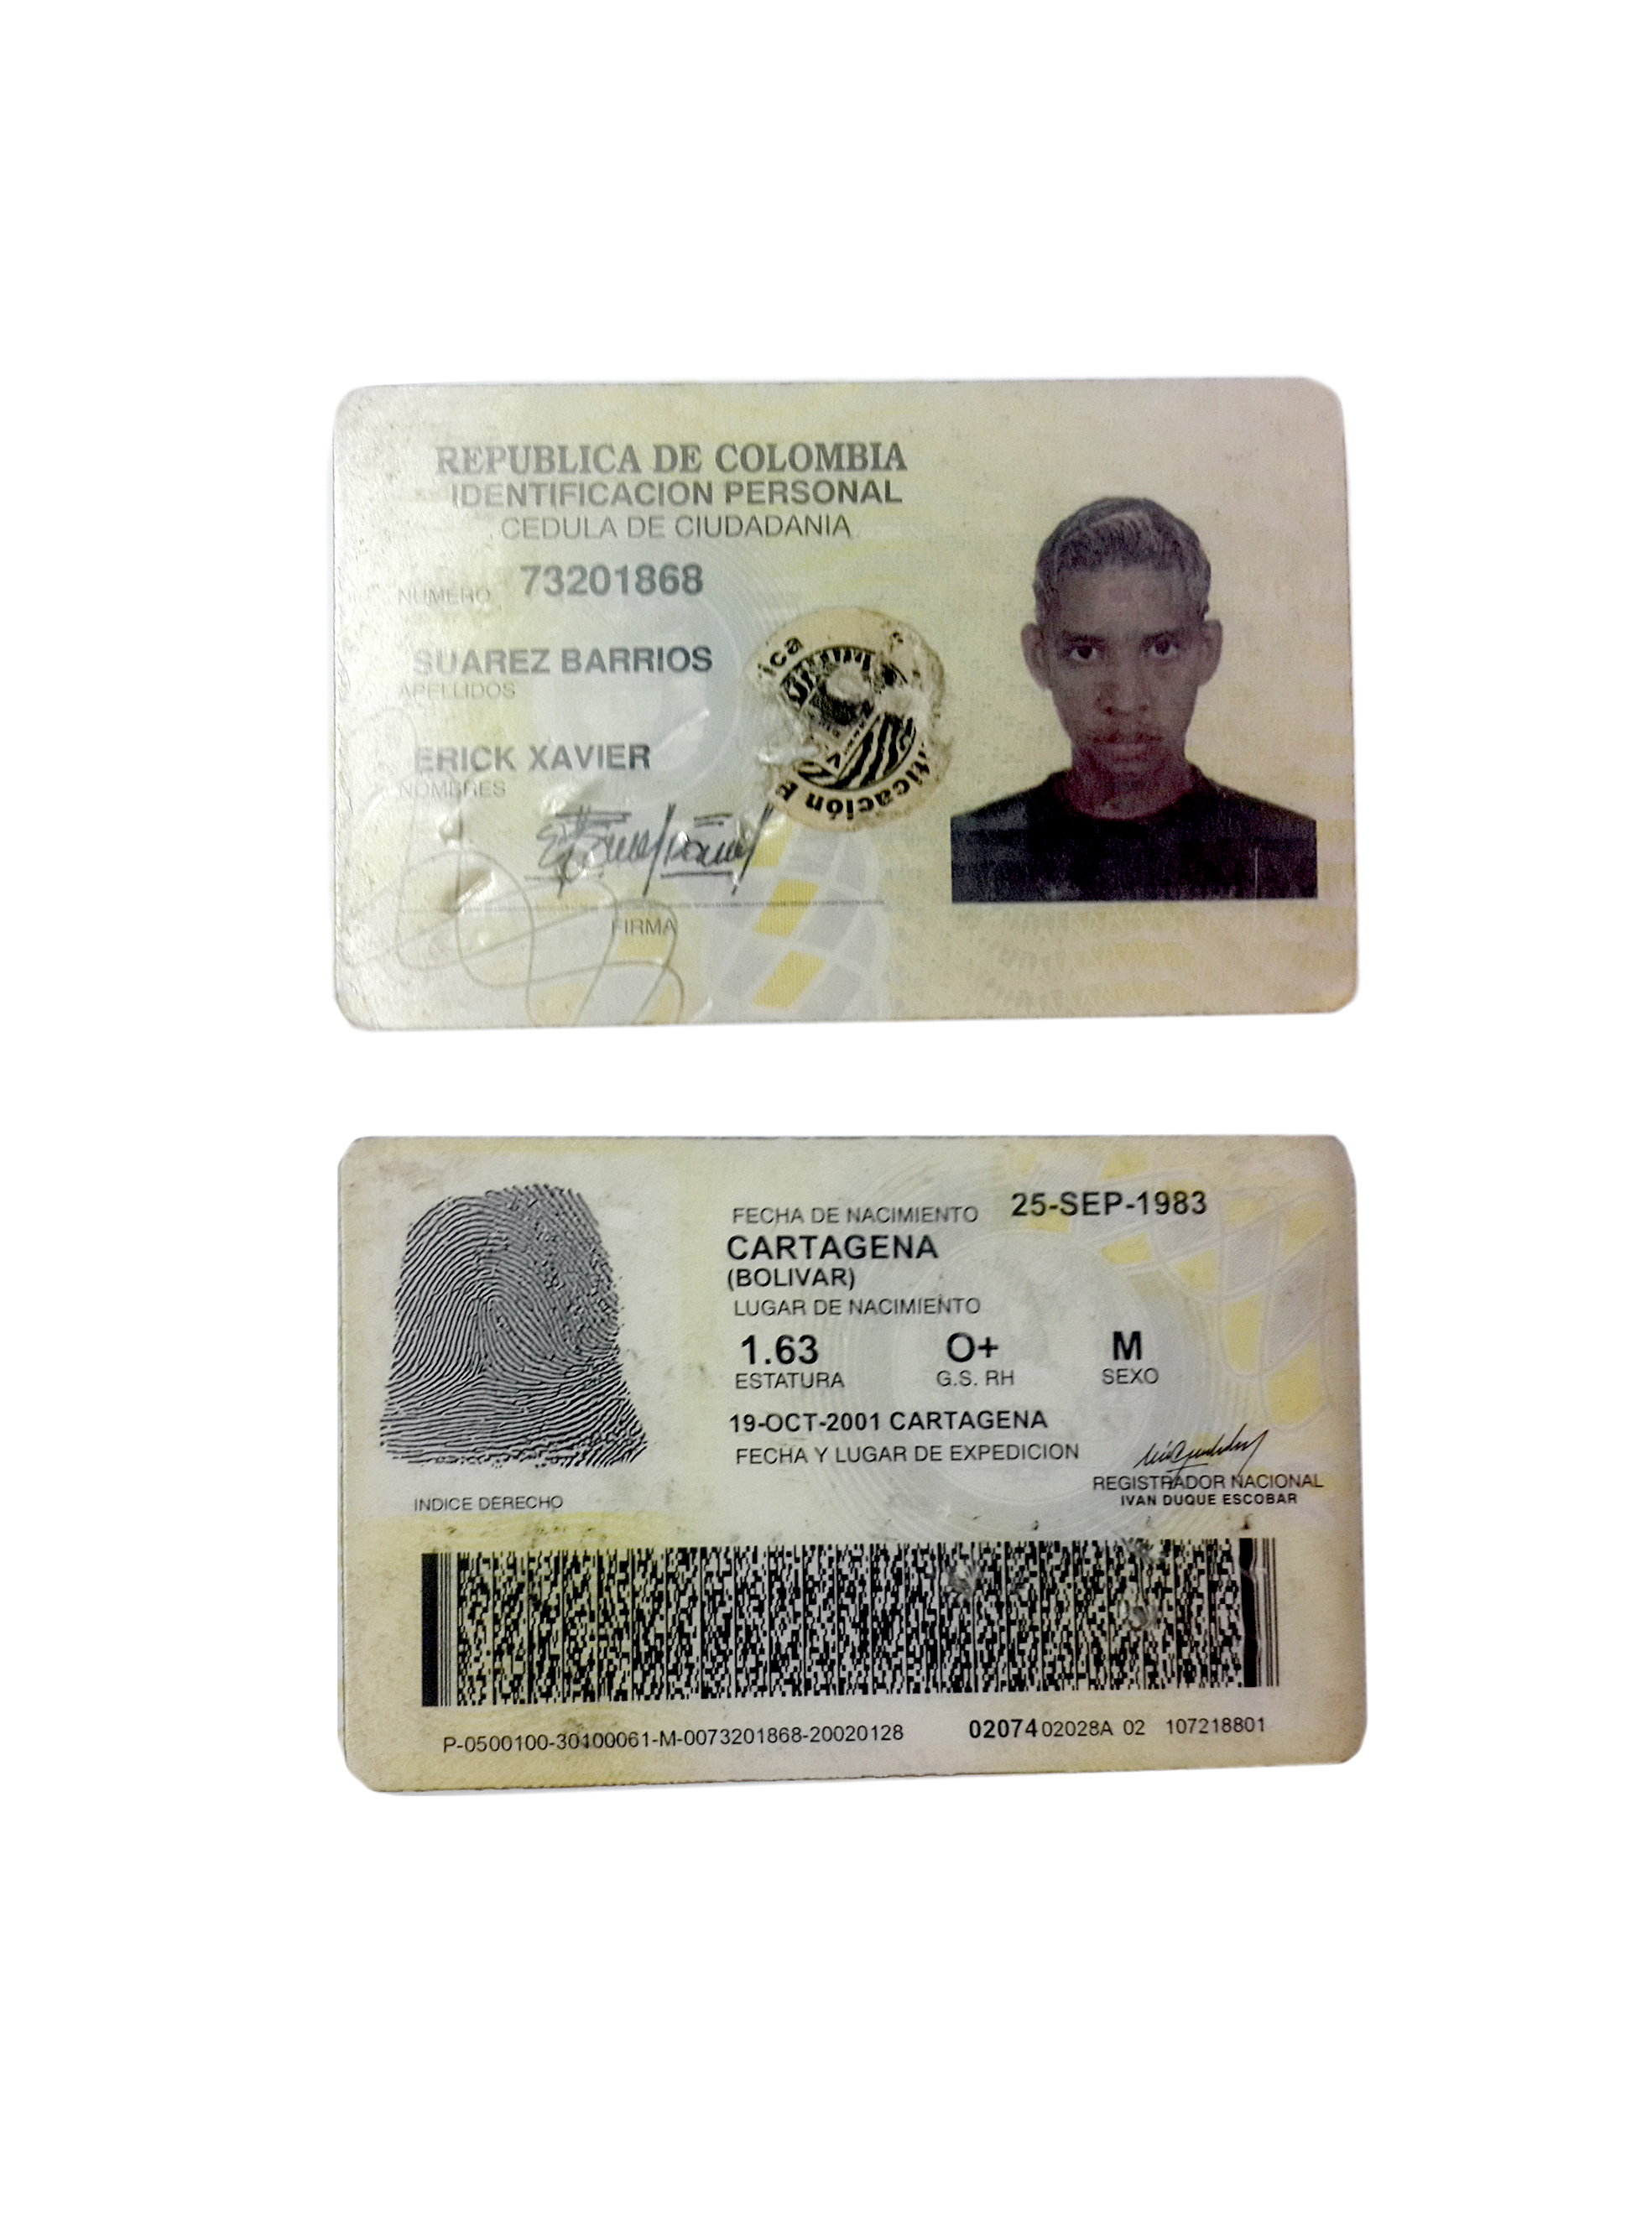 REPUBLICA DE COLOMBIA
IDENTIFICACION PERSONAL
CEDULA DE CIUDADANIA
NUMERO 73201868
SUAREZ BARRIOS
APELLIDOS
ERICK XAVIER
NOMBRES
FIRMA
FECHA DE NACIMIENTO 25-SEP-1983
CARTAGENA
(BOLIVAR)
LUGAR DE NACIMIENTO
1.63 O+ M
ESTATURA G.S. RH SEXO
19-OCT-2001 CARTAGENA
FECHA Y LUGAR DE EXPEDICION
REGISTRADOR NACIONAL
IVAN DUQUE ESCOBAR
INDICE DERECHO
P-0500100-30100061-M-0073201868-20020128 02074 02028A 02 107218801